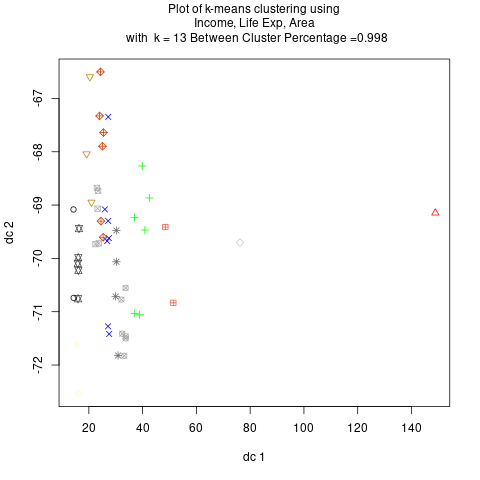 Plot of k-means clustering using
Income, Life Exp, Area
with k = 13 Between Cluster Percentage =0.998
-67
-68
-69
-70
-71
-72
dc 2
20 40 60 80 100 120 140
dc 1